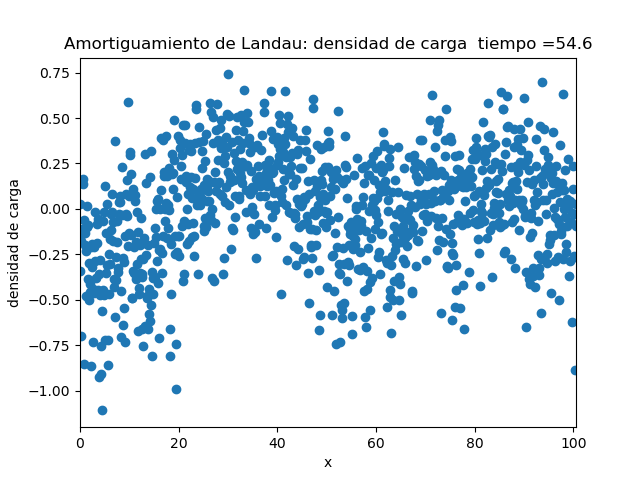 Amortiguamiento de Landau: densidad de carga  tiempo =54.6
0.75
0.50
0.25
0.00
−0.25
−0.50
−0.75
−1.00
densidad de carga
0 20 40 60 80 100
x